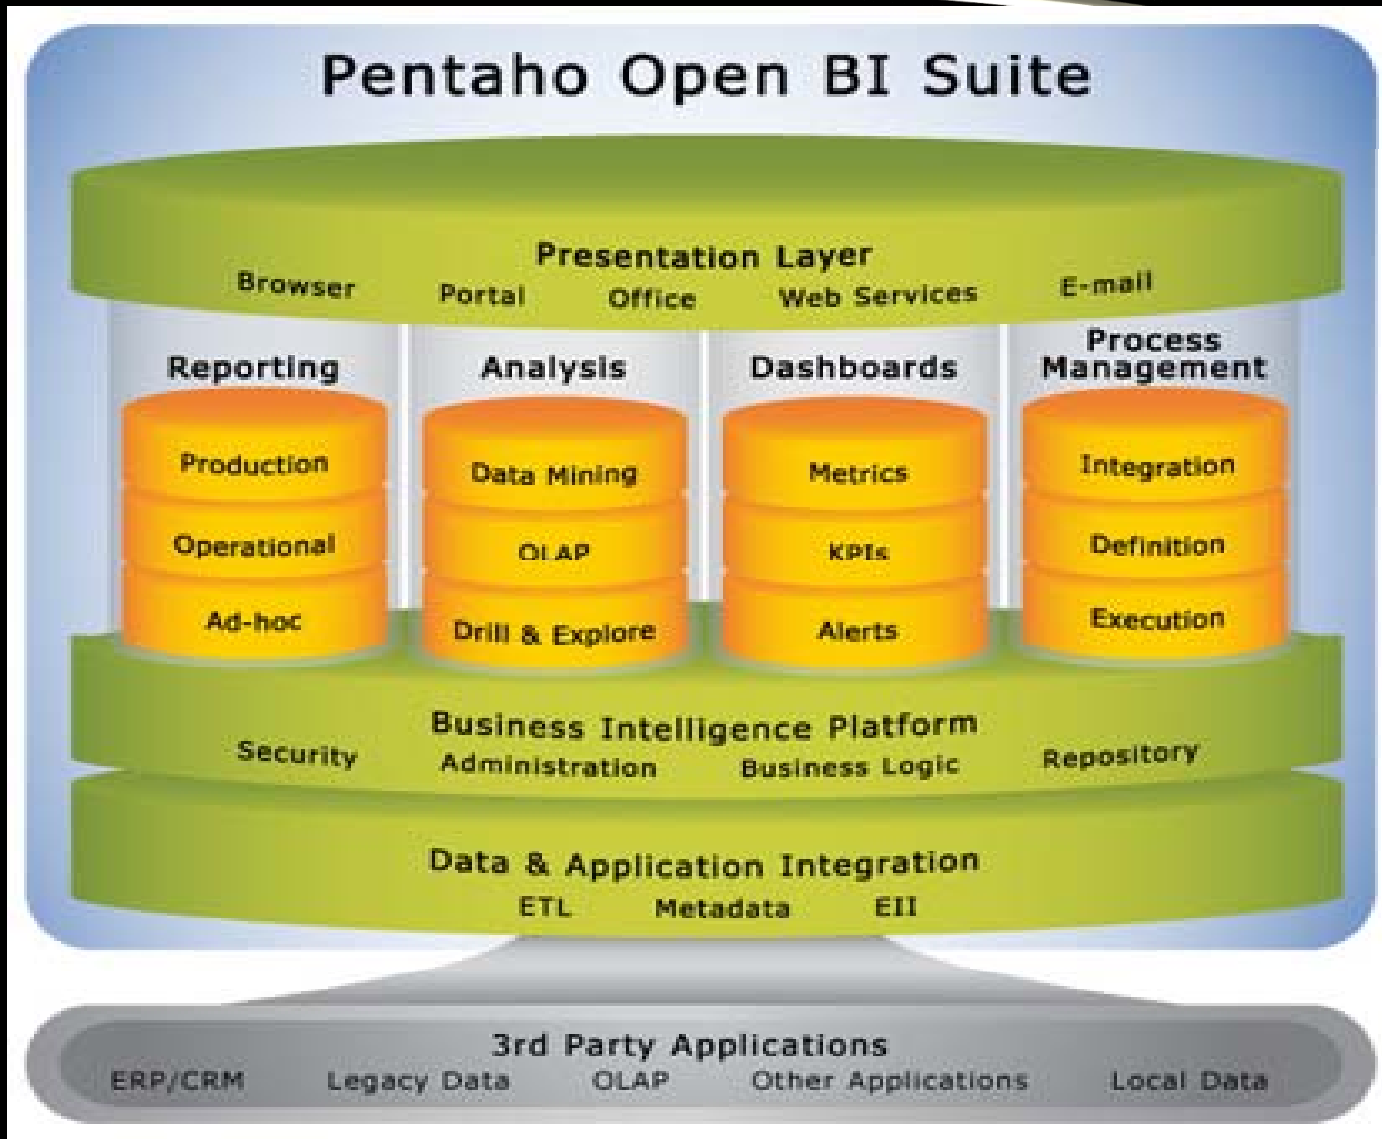 Pentaho Open BI Suite
Presentation Layer
Browser Portal Office Web Services E-mail
Reporting
Production
Operational
Ad-hoc
Analysis
Data Mining
OLAP
Drill & Explore
Dashboards
Metrics
KPIs
Alerts
Process
Management
Integration
Definition
Execution
Business Intelligence Platform
Security Administration Business Logic Repository
Data & Application Integration
ETL Metadata EII
3rd Party Applications
ERP/CRM Legacy Data OLAP Other Applications Local Data